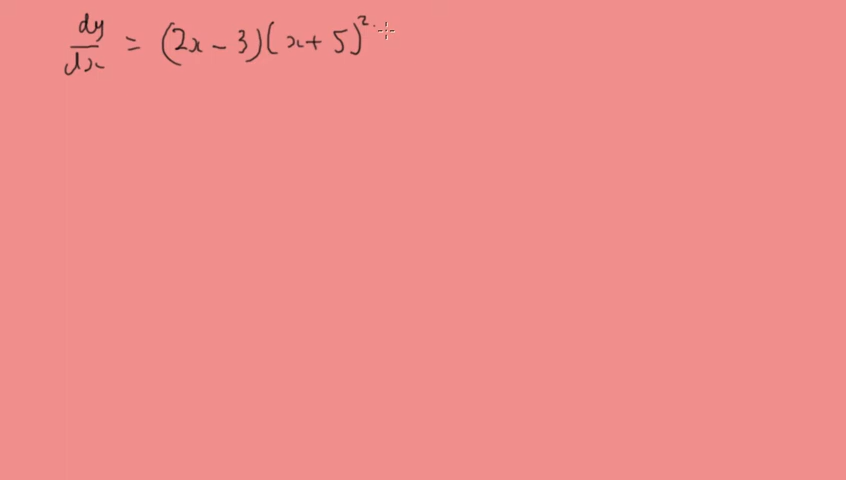 dy/dx = (2x - 3)(x + 5)²